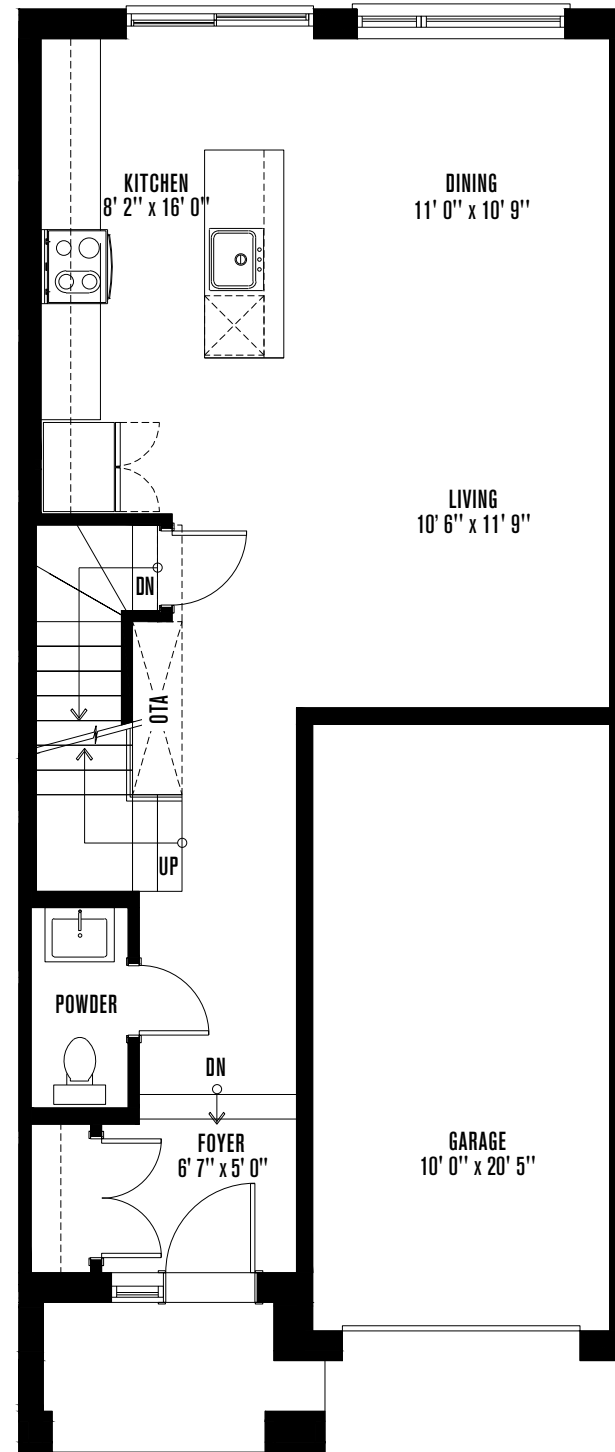 KITCHEN
8' 2'' x 16' 0''
DINING
11' 0'' x 10' 9''
LIVING
10' 6'' x 11' 9''
DN
OTA
UP
POWDER
DN
FOYER
6' 7'' x 5' 0''
GARAGE
10' 0'' x 20' 5''